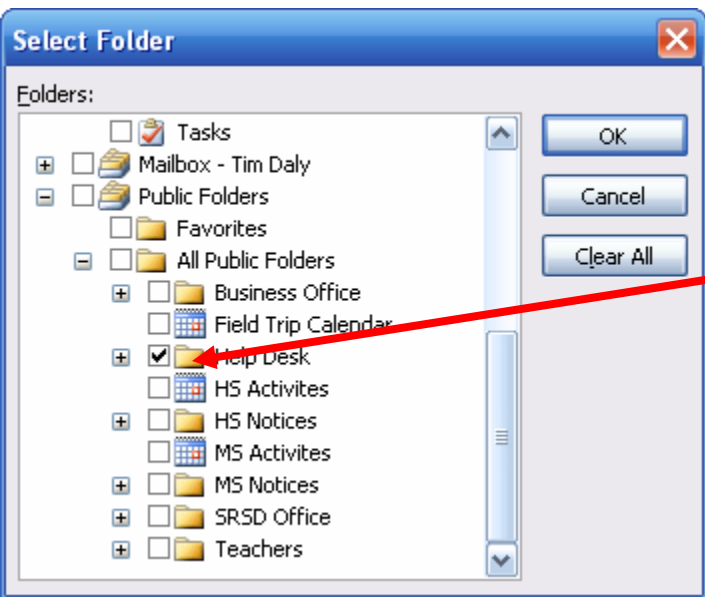 Select Folder
Folders:
Tasks
OK
Mailbox - Tim Daly
Public Folders
Cancel
Favorites
All Public Folders
Clear All
Business Office
Field Trip Calendar
Help Desk
HS Activites
HS Notices
MS Activites
MS Notices
SRSD Office
Teachers